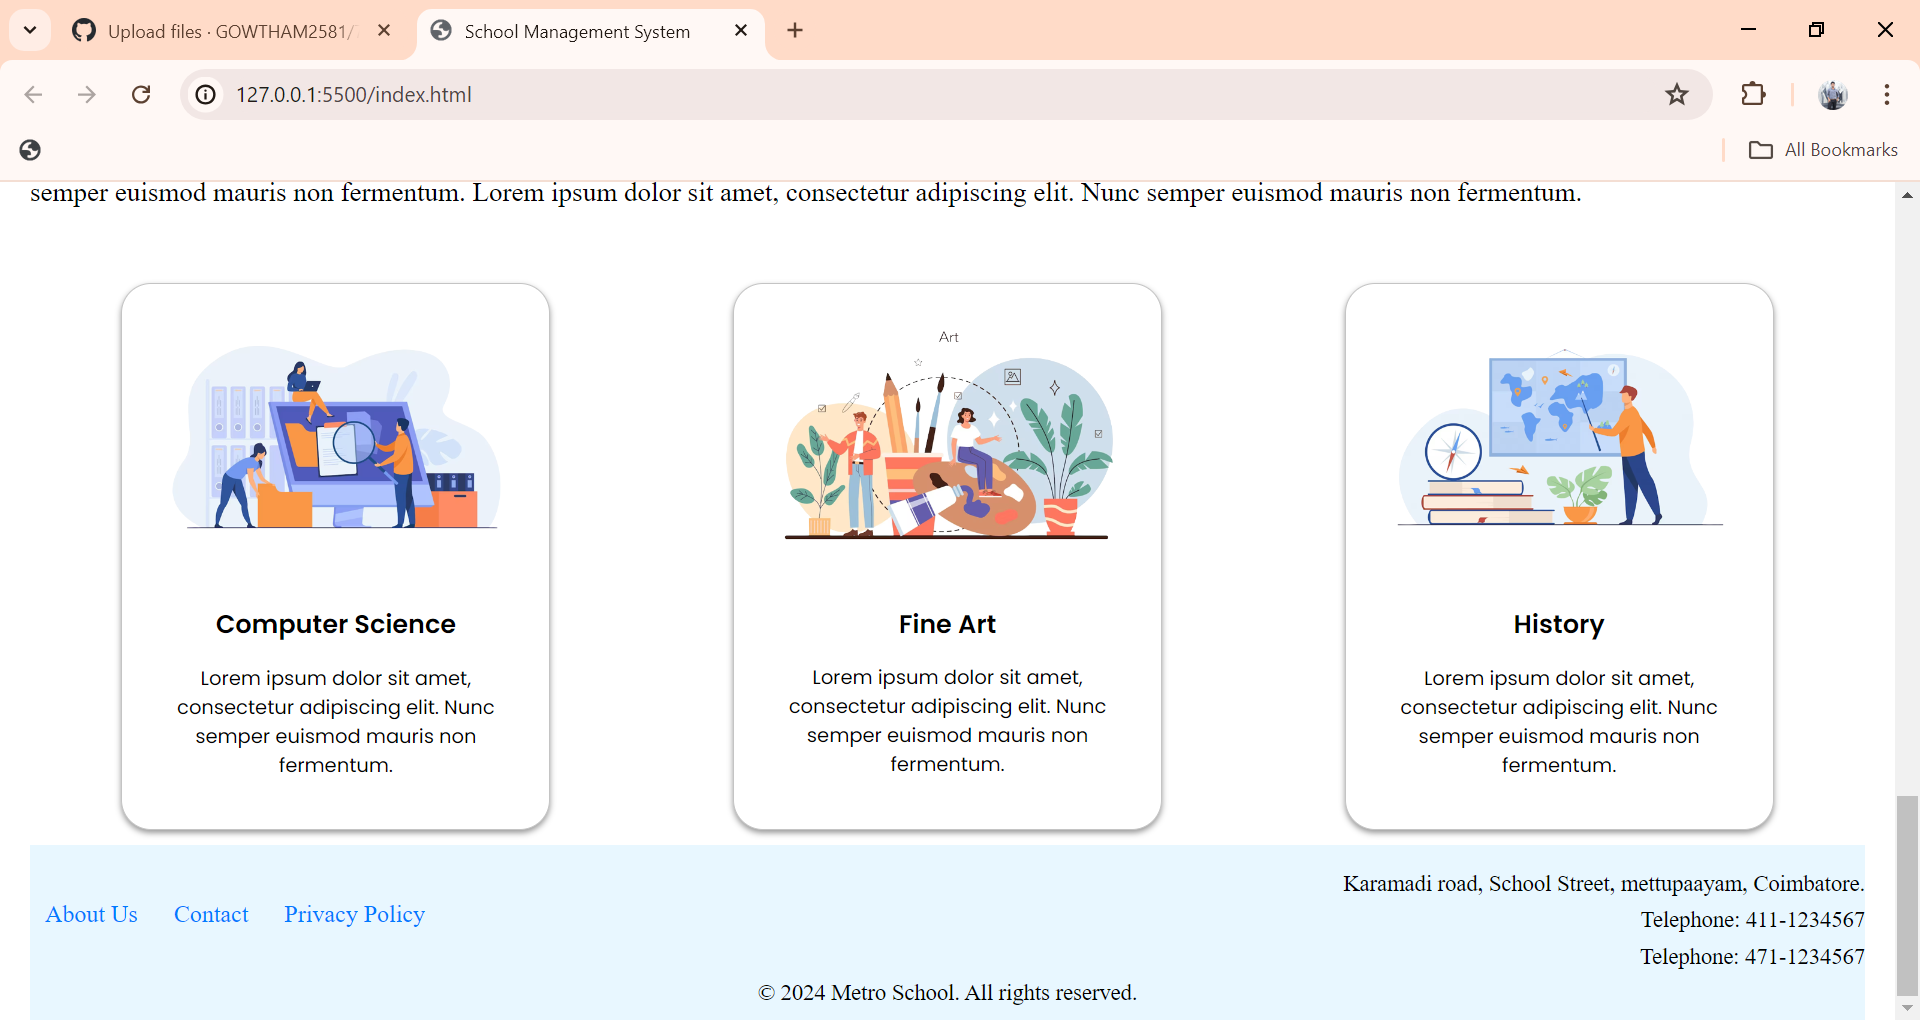 Upload files · GOWTHAM2581/
School Management System
127.0.0.1:5500/index.html
All Bookmarks
semper euismod mauris non fermentum. Lorem ipsum dolor sit amet, consectetur adipiscing elit. Nunc semper euismod mauris non fermentum.
Art
Computer Science
Lorem ipsum dolor sit amet,
consectetur adipiscing elit. Nunc
semper euismod mauris non
fermentum.
Fine Art
Lorem ipsum dolor sit amet,
consectetur adipiscing elit. Nunc
semper euismod mauris non
fermentum.
History
Lorem ipsum dolor sit amet,
consectetur adipiscing elit. Nunc
semper euismod mauris non
fermentum.
About Us Contact Privacy Policy
Karamadi road, School Street, mettupaayam, Coimbatore.
Telephone: 411-1234567
Telephone: 471-1234567
© 2024 Metro School. All rights reserved.